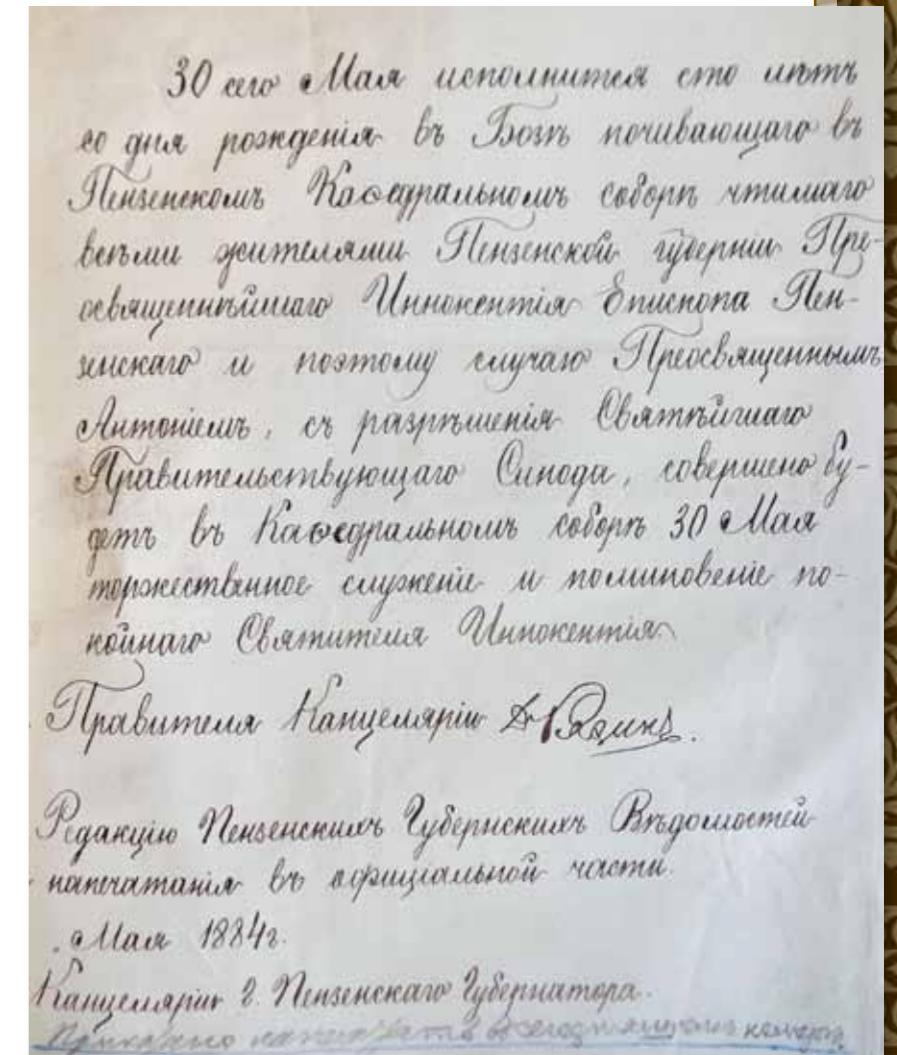 30 сего Мая исполнится сто лѣтъ
со дня рожденія въ Бозѣ почивающаго въ
Пензенскомъ Каѳедральномъ соборѣ чтимаго
всѣми жителями Пензенской губерніи Пре-
освященнѣйшаго Иннокентія Епископа Пен-
зенскаго и поэтому случаю Преосвященнымъ
Антоніемъ, съ разрѣшенія Святѣйшаго
Правительствующаго Синода, совершено бу-
детъ въ Каѳедральномъ соборѣ 30 Мая
торжественное служеніе и поминовеніе по-
койнаго Святителя Иннокентія
Правителя Канцеляріи
Редакцію Пензенскихъ Губернскихъ Вѣдомостей
напечатанія въ офиціальной части.
Мая 1884г.
Канцелярія г. Пензенскаго Губернатора.